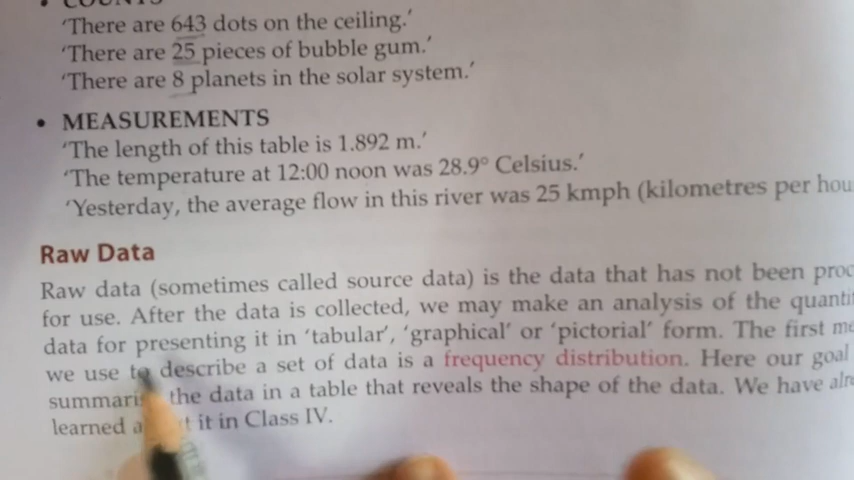 • COUNTS
'There are 643 dots on the ceiling.'
'There are 25 pieces of bubble gum.'
'There are 8 planets in the solar system.'
• MEASUREMENTS
'The length of this table is 1.892 m.'
'The temperature at 12:00 noon was 28.9° Celsius.'
'Yesterday, the average flow in this river was 25 kmph (kilometres per
Raw Data
Raw data (sometimes called source data) is the data that has not been
for use. After the data is collected, we may make an analysis of the
data for presenting it in 'tabular', 'graphical' or 'pictorial' form. The first
we use to describe a set of data is a frequency distribution. Here our goal
the data in a table that reveals the shape of the data. We have
learned it in Class IV.